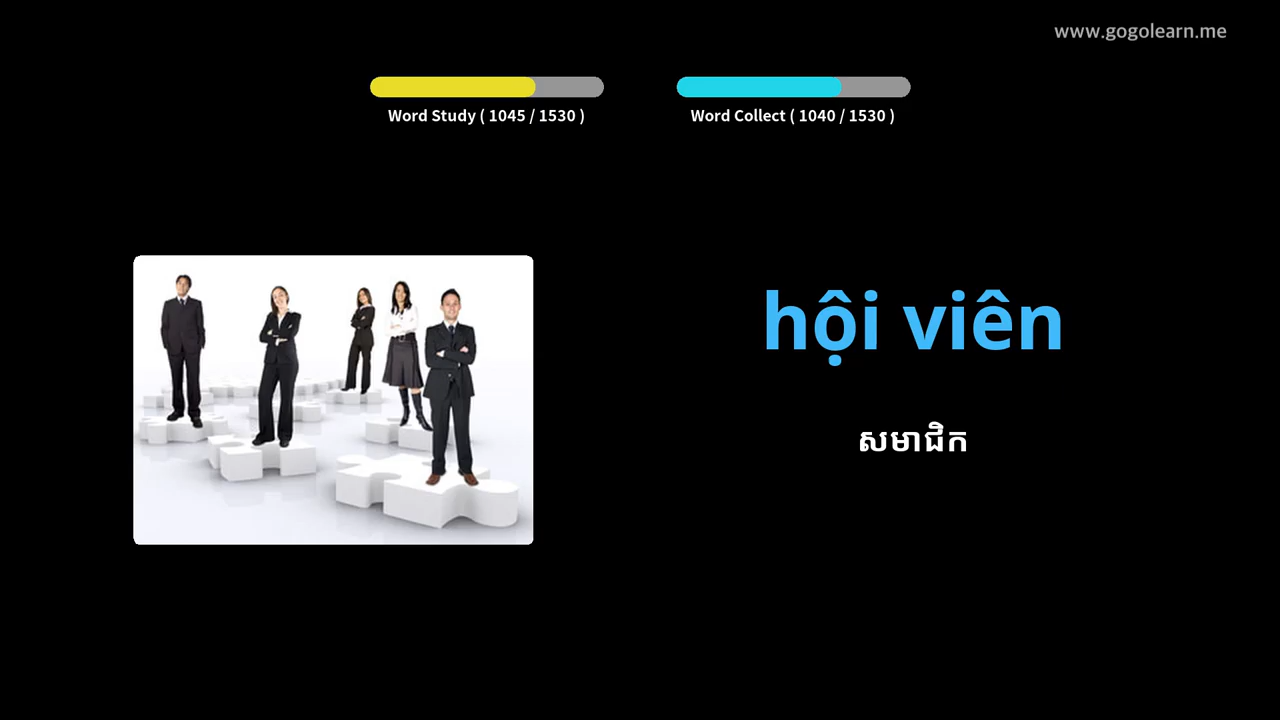 www.gogolearn.me
Word Study ( 1045 / 1530 )
Word Collect ( 1040 / 1530 )
hội viên
សមាជិក